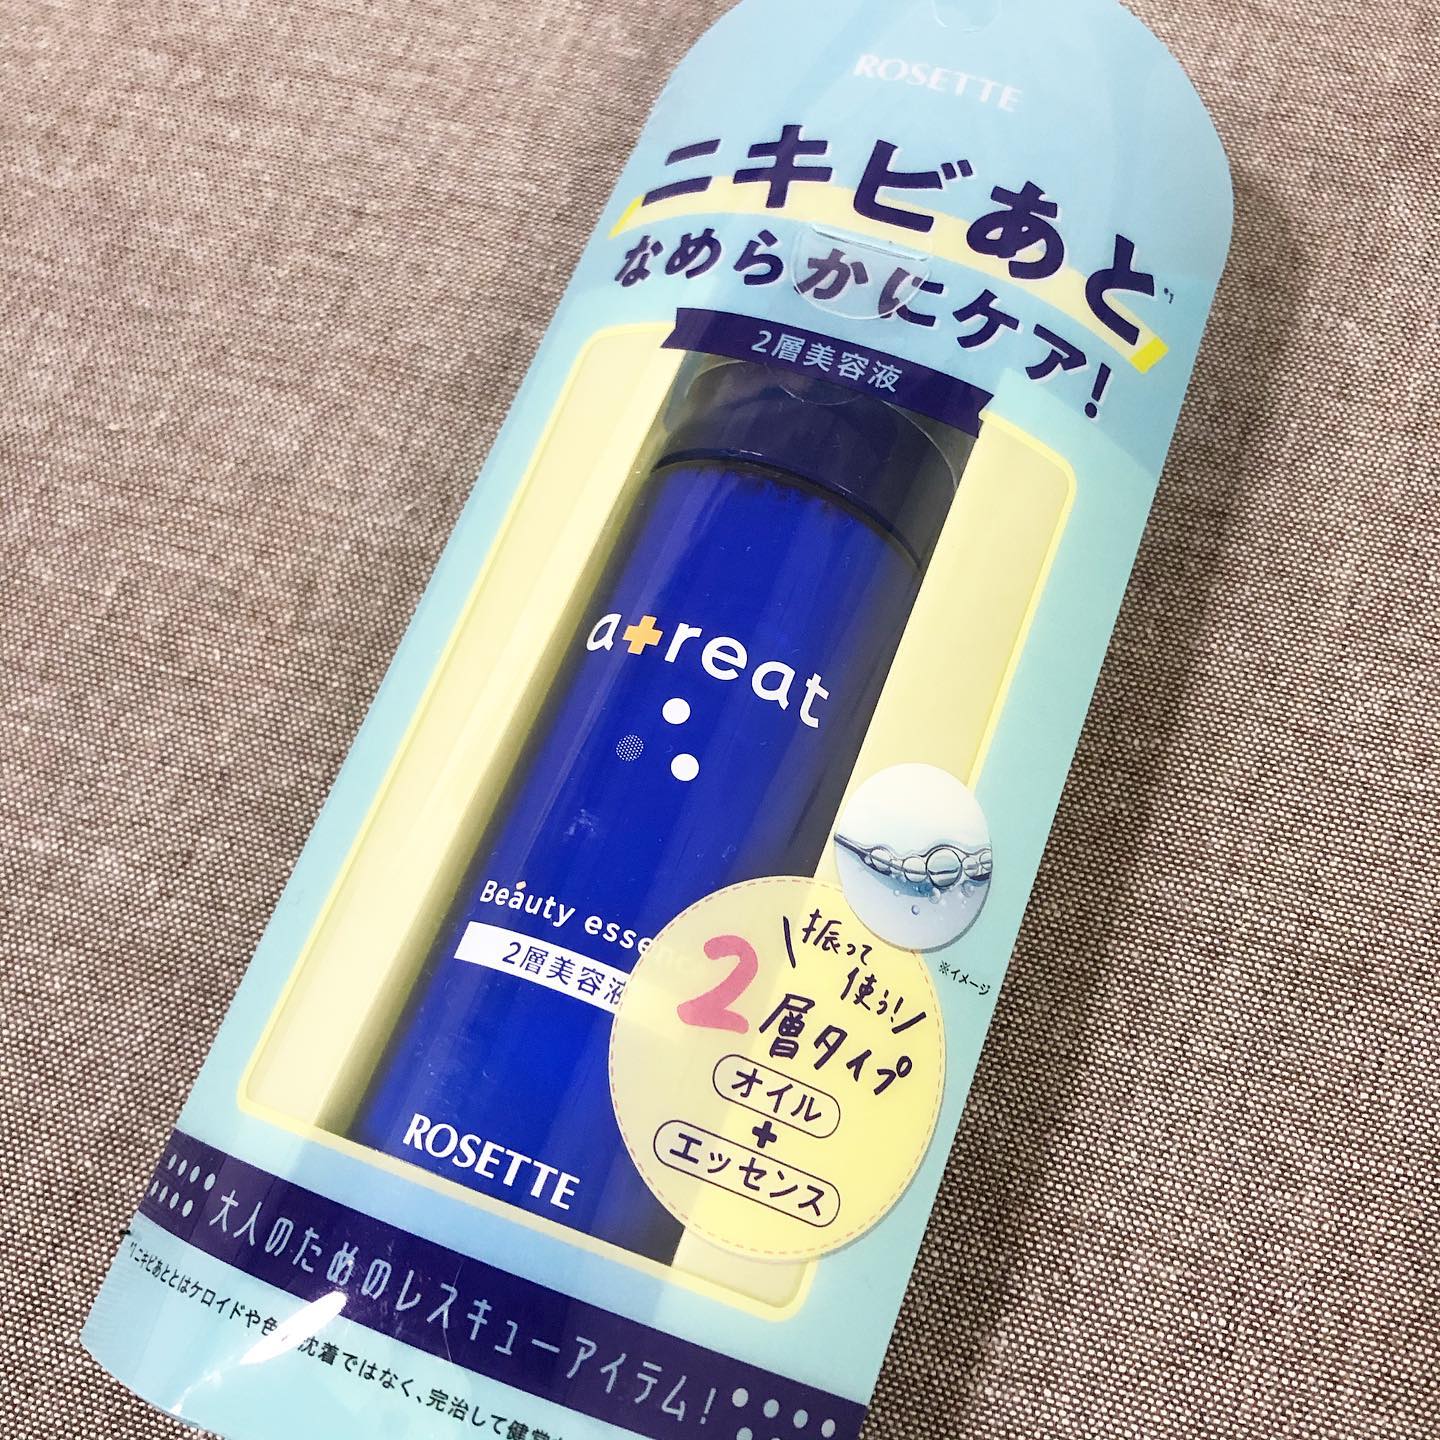 ROSETTE
ニキビあと*1
なめらかにケア!
2層美容液
a+reat
Beauty essen
2層美容液
振って
使う!
2層タイプ
オイル
+
エッセンス
※イメージ
ROSETTE
大人のためのレスキューアイテム!
*1 ニキビあととはケロイドや色 沈着ではなく、完治して健常